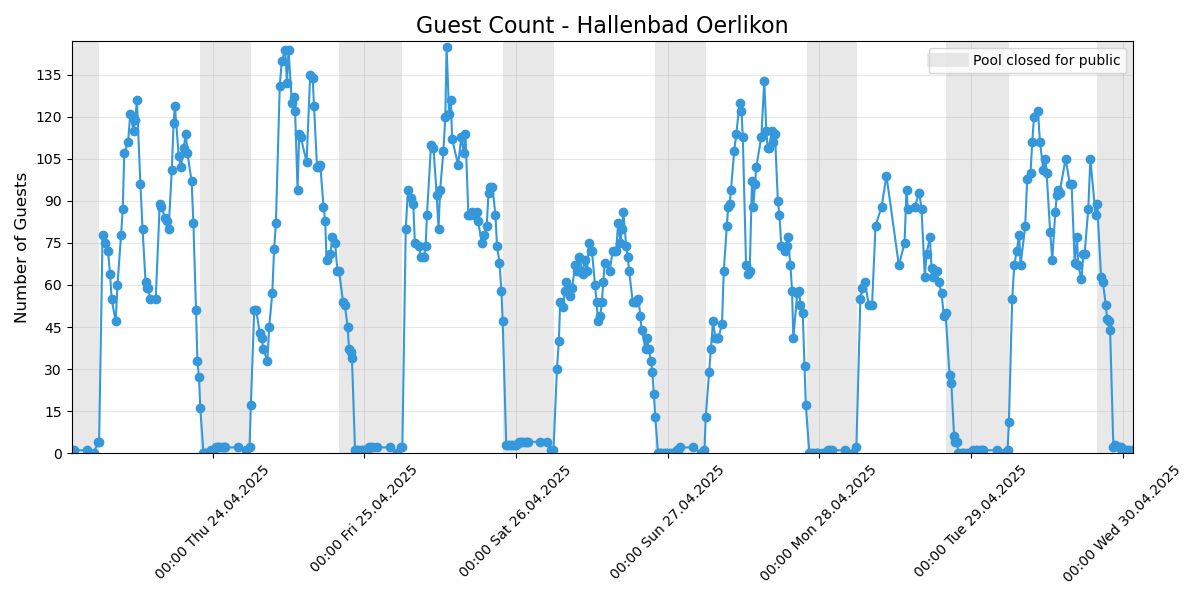 Guest Count - Hallenbad Oerlikon
Pool closed for public
Number of Guests
135
120
105
90
75
60
45
30
15
0
00:00 Thu 24.04.2025
00:00 Fri 25.04.2025
00:00 Sat 26.04.2025
00:00 Sun 27.04.2025
00:00 Mon 28.04.2025
00:00 Tue 29.04.2025
00:00 Wed 30.04.2025